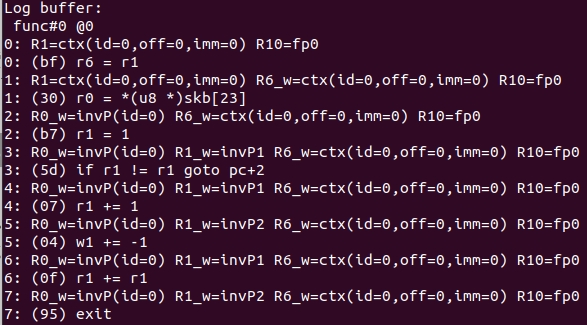 Log buffer:
func#0 @0
0: R1=ctx(id=0,off=0,imm=0) R10=fp0
0: (bf) r6 = r1
1: R1=ctx(id=0,off=0,imm=0) R6_w=ctx(id=0,off=0,imm=0) R10=fp0
1: (30) r0 = *(u8 *)skb[23]
2: R0_w=invP(id=0) R6_w=ctx(id=0,off=0,imm=0) R10=fp0
2: (b7) r1 = 1
3: R0_w=invP(id=0) R1_w=invP1 R6_w=ctx(id=0,off=0,imm=0) R10=fp0
3: (5d) if r1 != r1 goto pc+2
4: R0_w=invP(id=0) R1_w=invP1 R6_w=ctx(id=0,off=0,imm=0) R10=fp0
4: (07) r1 += 1
5: R0_w=invP(id=0) R1_w=invP2 R6_w=ctx(id=0,off=0,imm=0) R10=fp0
5: (04) w1 += -1
6: R0_w=invP(id=0) R1_w=invP1 R6_w=ctx(id=0,off=0,imm=0) R10=fp0
6: (0f) r1 += r1
7: R0_w=invP(id=0) R1_w=invP2 R6_w=ctx(id=0,off=0,imm=0) R10=fp0
7: (95) exit